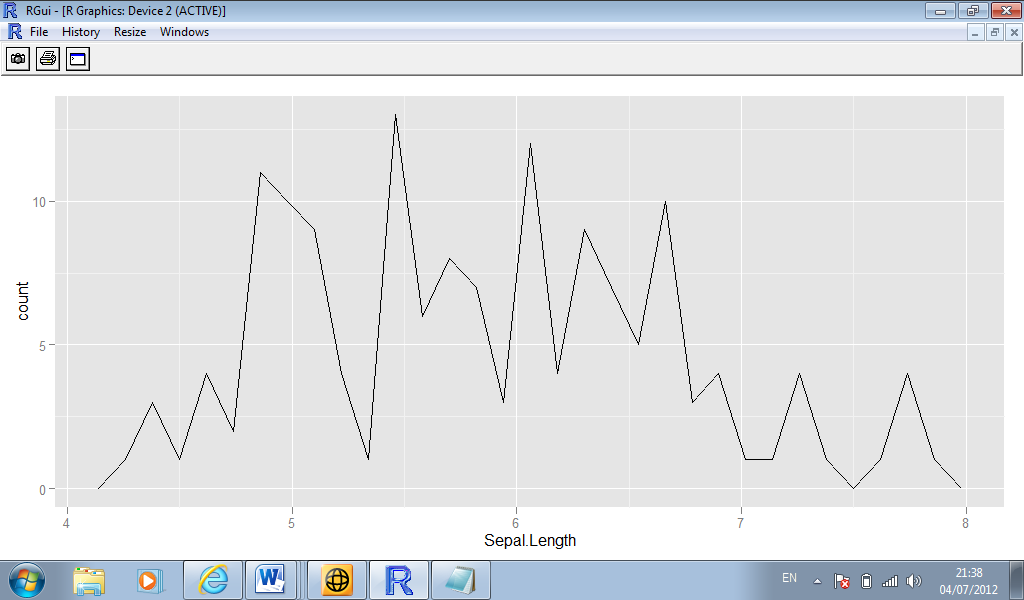 RGui - [R Graphics: Device 2 (ACTIVE)]
File History Resize Windows
count
10
5
0
4 5 6 7 8
Sepal.Length
EN
21:38
04/07/2012